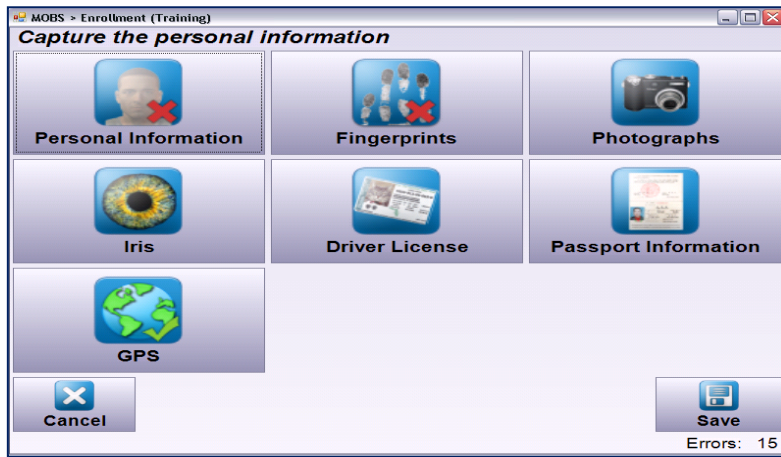 MOBS > Enrollment (Training)
Capture the personal information
Personal Information
Fingerprints
Photographs
Iris
Driver License
Passport Information
GPS
Cancel
Save
Errors: 15